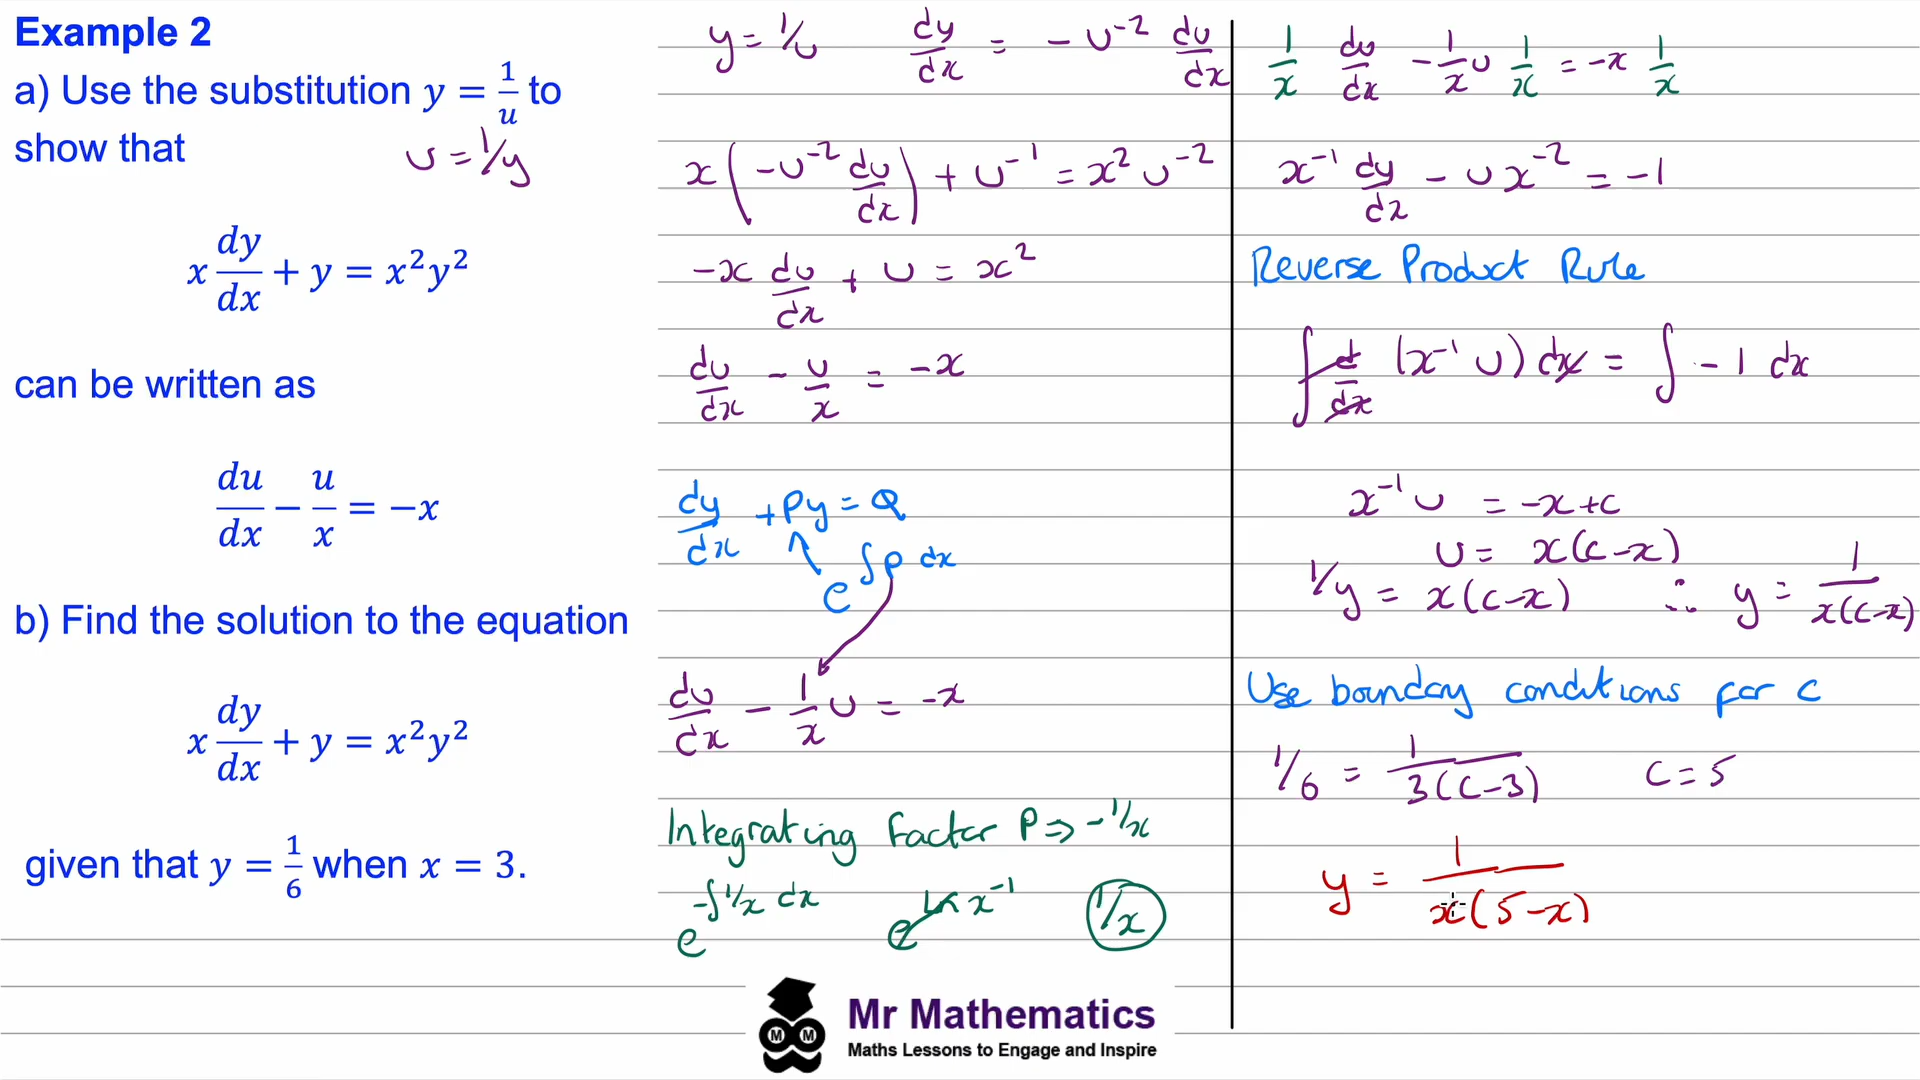 Example 2
a) Use the substitution y = 1/u to
show that
u = 1/y
x dy/dx + y = x²y²
can be written as
du/dx − u/x = −x
b) Find the solution to the equation
x dy/dx + y = x²y²
given that y = 1/6 when x = 3.
y = 1/u    dy/dx = −u⁻² du/dx
x(−u⁻² du/dx) + u⁻¹ = x² u⁻²
−x du/dx + u = x²
du/dx − u/x = −x
dy/dx + Py = Q
e^∫P dx
du/dx − 1/x u = −x
Integrating Factor P ⇒ −1/x
e^−∫1/x dx    e^ln x⁻¹    1/x
1/x du/dx − 1/x u 1/x = −x 1/x
x⁻¹ dy/dx − u x⁻² = −1
Reverse Product Rule
∫ d/dx (x⁻¹ u) dx = ∫ −1 dx
x⁻¹ u = −x + c
u = x(c−x)
1/y = x(c−x)    ∴ y = 1/x(c−x)
Use bounday conditions for c
1/6 = 1/3(c−3)    c = 5
y = 1/x(5−x)
M M
Mr Mathematics
Maths Lessons to Engage and Inspire